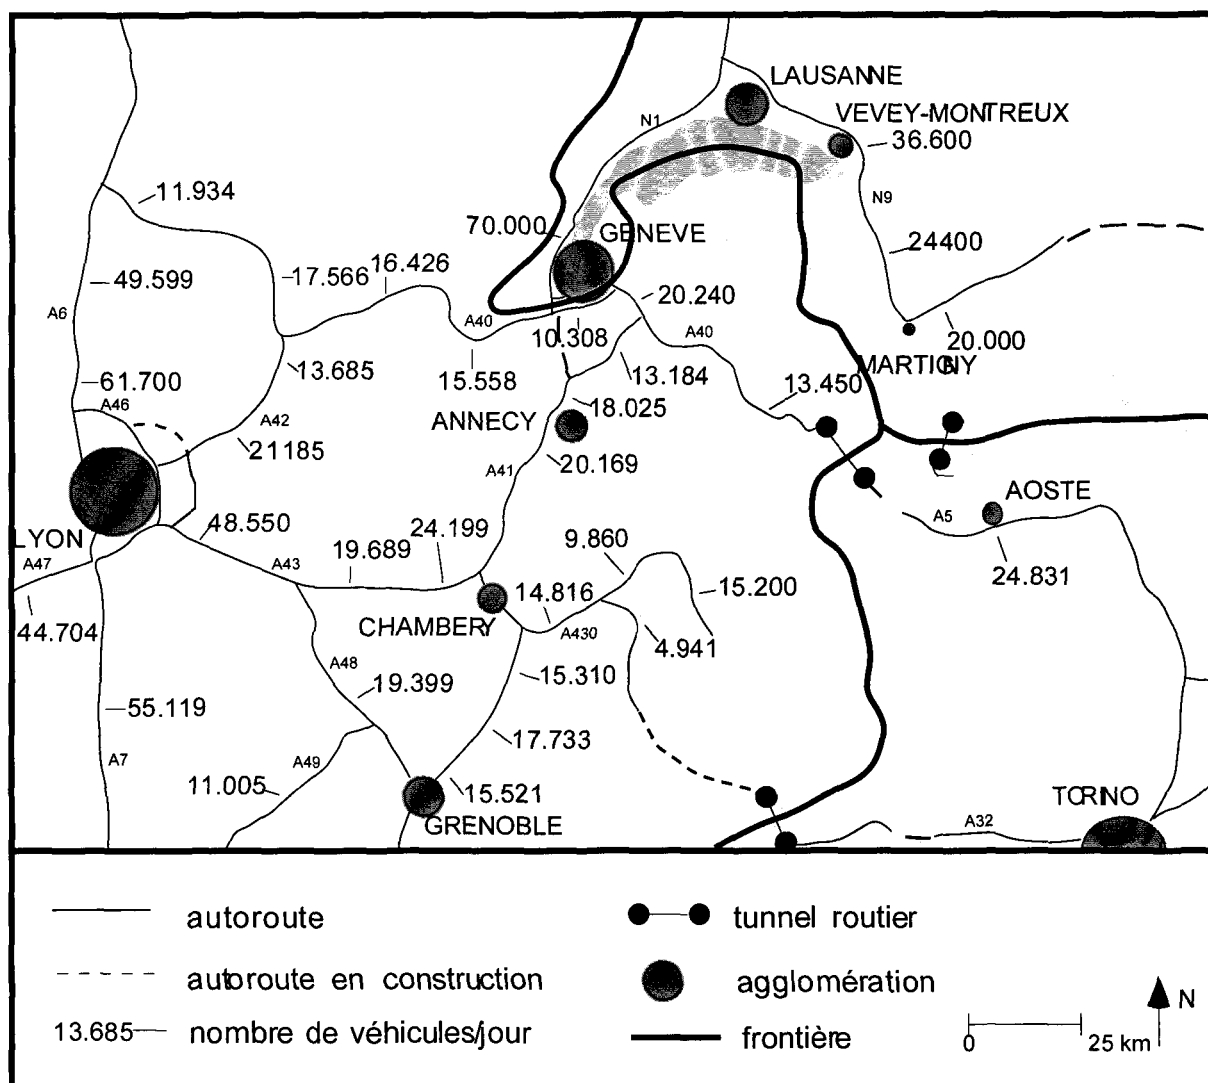 LAUSANNE
N1
VEVEY-MONTREUX
36.600
11.934
N9
70.000
GENEVE
24400
49.599
17.566
16.426
20.240
A6
A40
10.308
A40
20.000
MARTIGNY
61.700
13.685
15.558
13.184
13.450
A46
A42
ANNECY
18.025
21185
20.169
A41
AOSTE
48.550
A5
LYON
24.199
9.860
A47
A43
19.689
24.831
14.816
15.200
44.704
CHAMBERY
A430
4.941
A48
19.399
15.310
55.119
17.733
A7
A49
11.005
15.521
TORINO
GRENOBLE
A32
autoroute
tunnel routier
autoroute en construction
agglomération
N
13.685 nombre de véhicules/jour
frontière
0 25 km